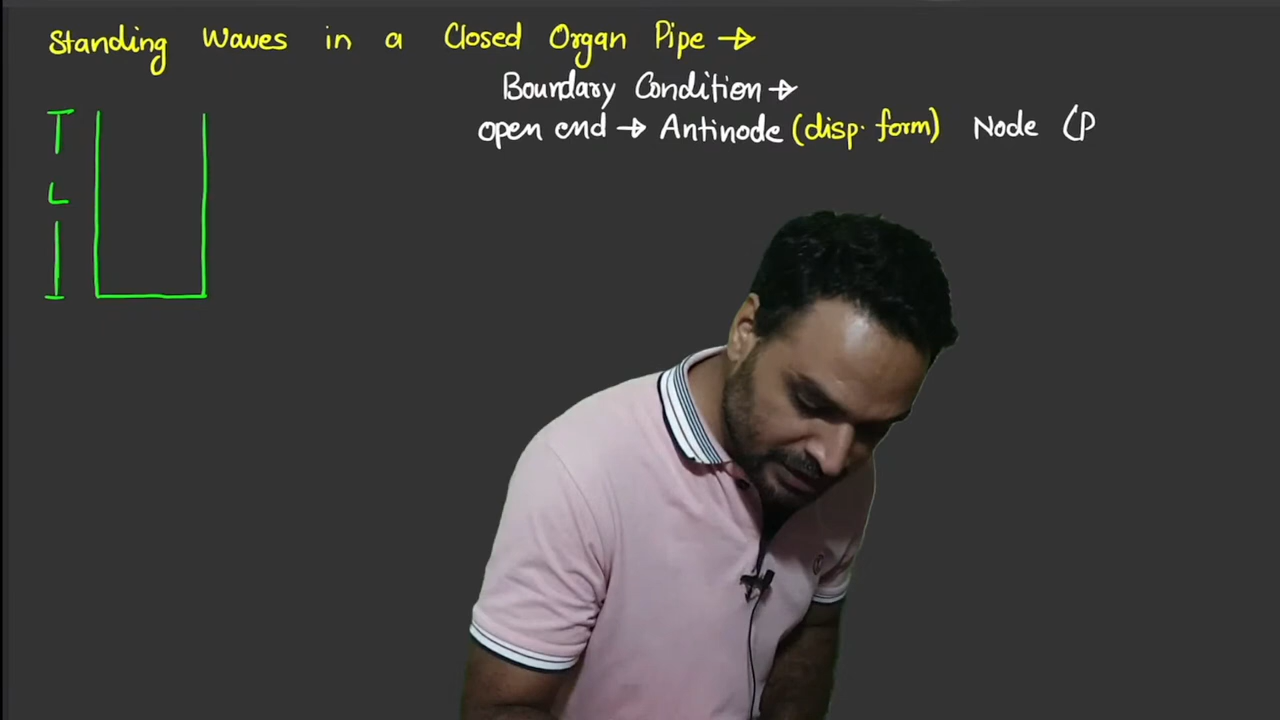 Standing Waves in a Closed Organ Pipe →
Boundary Condition →
open end → Antinode (disp. form) Node (P
L